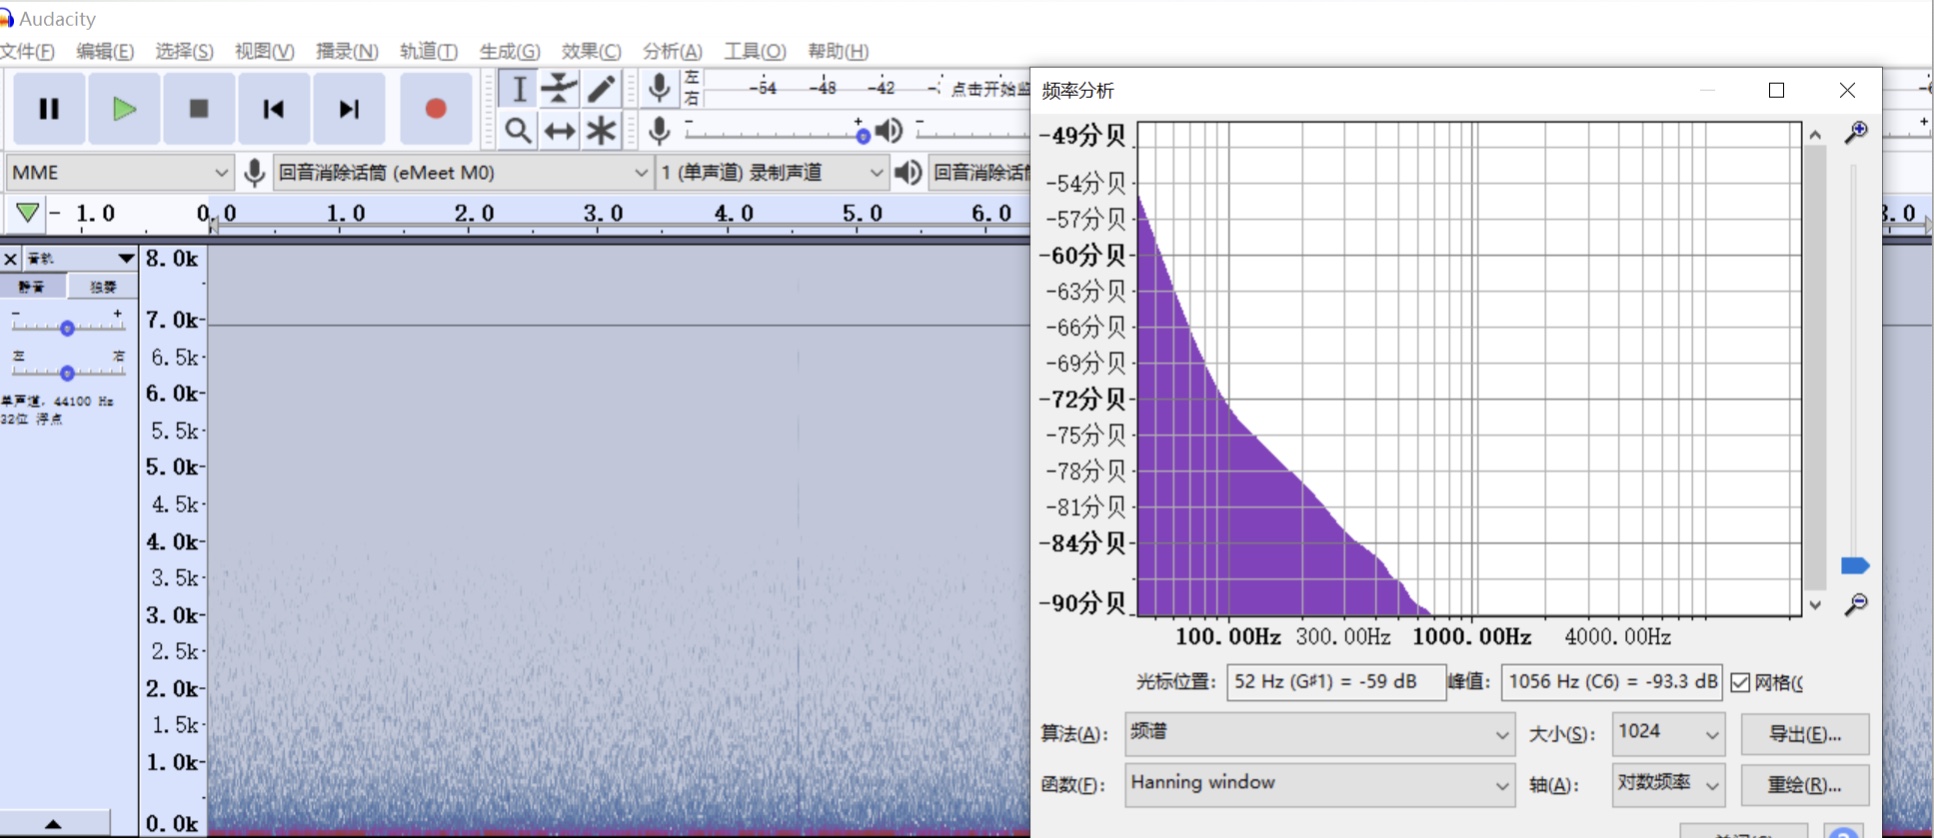 Audacity
文件(F) 编辑(E) 选择(S) 视图(V) 播录(N) 轨道(T) 生成(G) 效果(C) 分析(A) 工具(O) 帮助(H)
左
右
-54 -48 -42 点击开始监
- +
-
+
MME
回音消除话筒 (eMeet M0)
1 (单声道) 录制声道
回音消除话筒
- 1.0 0.0 1.0 2.0 3.0 4.0 5.0 6.0
8.0
音轨
静音 独奏
- +
左 右
单声道, 44100 Hz
32位 浮点
8.0k
7.0k
6.5k
6.0k
5.5k
5.0k
4.5k
4.0k
3.5k
3.0k
2.5k
2.0k
1.5k
1.0k
0.0k
频率分析
-49分贝
-54分贝
-57分贝
-60分贝
-63分贝
-66分贝
-69分贝
-72分贝
-75分贝
-78分贝
-81分贝
-84分贝
-90分贝
100.00Hz 300.00Hz 1000.00Hz 4000.00Hz
光标位置: 52 Hz (G♯1) = -59 dB 峰值: 1056 Hz (C6) = -93.3 dB 网格(
算法(A): 频谱 大小(S): 1024 导出(E)...
函数(F): Hanning window 轴(A): 对数频率 重绘(R)...